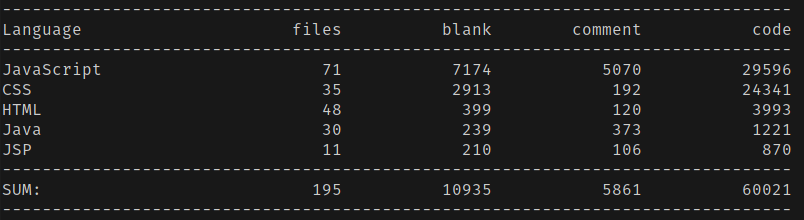 -------------------------------------------------------------------------------
Language                     files          blank        comment           code
-------------------------------------------------------------------------------
JavaScript                      71           7174           5070          29596
CSS                             35           2913            192          24341
HTML                            48            399            120           3993
Java                            30            239            373           1221
JSP                             11            210            106            870
-------------------------------------------------------------------------------
SUM:                           195          10935           5861          60021
-------------------------------------------------------------------------------